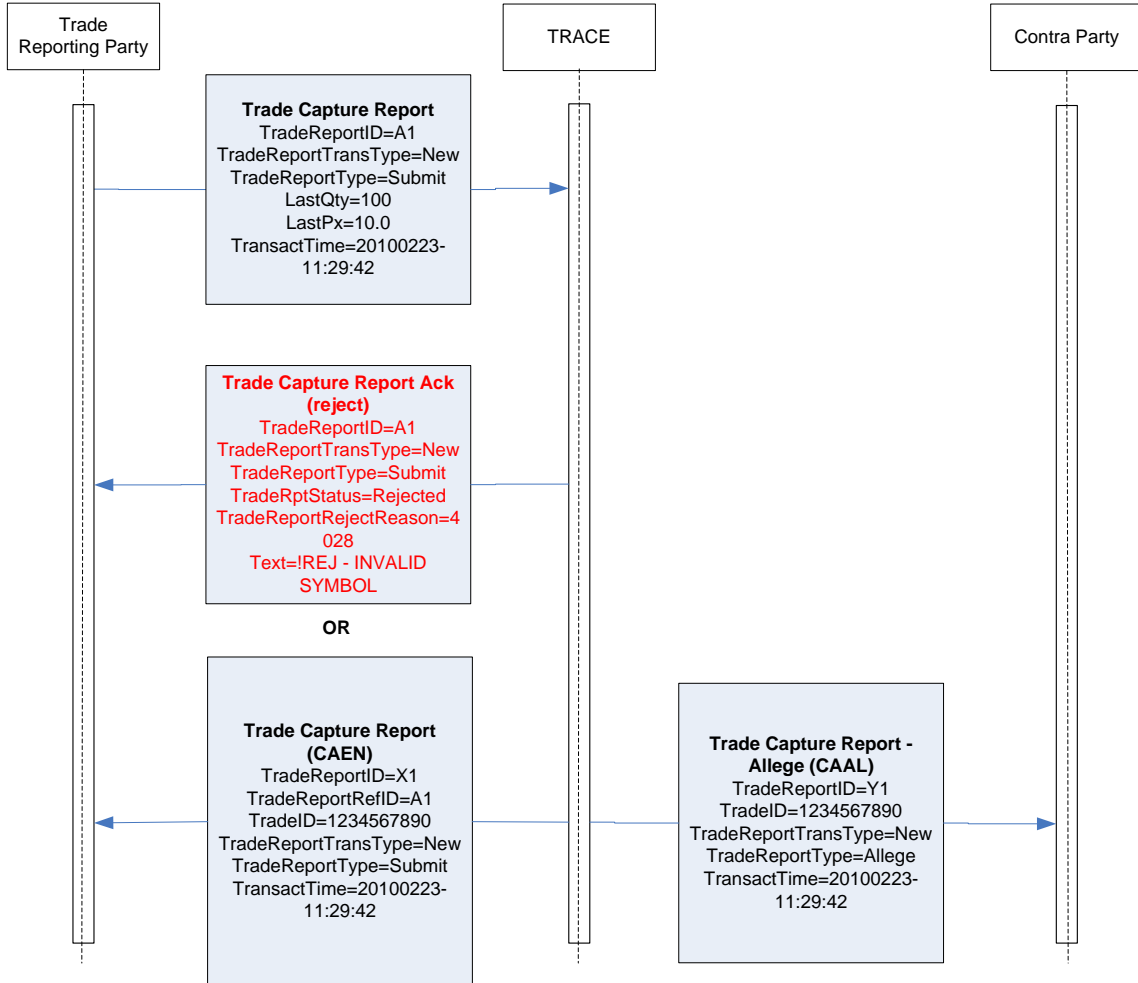 Trade
Reporting Party
TRACE
Contra Party
Trade Capture Report
TradeReportID=A1
TradeReportTransType=New
TradeReportType=Submit
LastQty=100
LastPx=10.0
TransactTime=20100223-
11:29:42
Trade Capture Report Ack
(reject)
TradeReportID=A1
TradeReportTransType=New
TradeReportType=Submit
TradeRptStatus=Rejected
TradeReportRejectReason=4
028
Text=!REJ - INVALID
SYMBOL
OR
Trade Capture Report
(CAEN)
TradeReportID=X1
TradeReportRefID=A1
TradeID=1234567890
TradeReportTransType=New
TradeReportType=Submit
TransactTime=20100223-
11:29:42
Trade Capture Report -
Allege (CAAL)
TradeReportID=Y1
TradeID=1234567890
TradeReportTransType=New
TradeReportType=Allege
TransactTime=20100223-
11:29:42